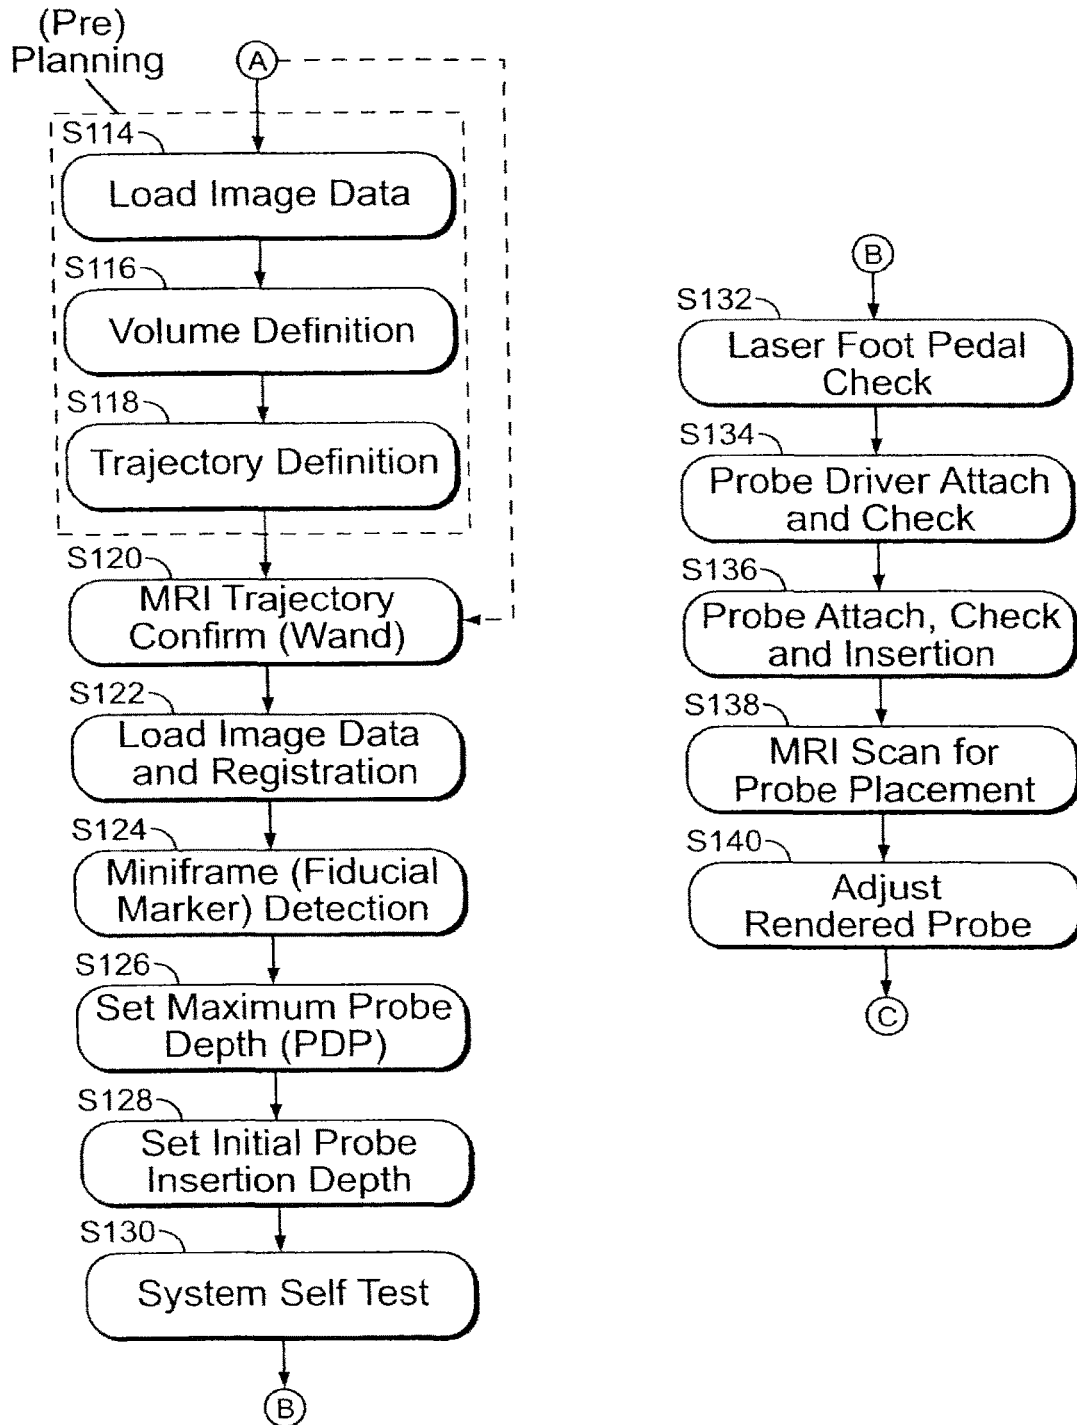 (Pre)
Planning
A
S114
Load Image Data
S116
Volume Definition
S118
Trajectory Definition
S120
MRI Trajectory
Confirm (Wand)
S122
Load Image Data
and Registration
S124
Miniframe (Fiducial
Marker) Detection
S126
Set Maximum Probe
Depth (PDP)
S128
Set Initial Probe
Insertion Depth
S130
System Self Test
B
B
S132
Laser Foot Pedal
Check
S134
Probe Driver Attach
and Check
S136
Probe Attach, Check
and Insertion
S138
MRI Scan for
Probe Placement
S140
Adjust
Rendered Probe
C